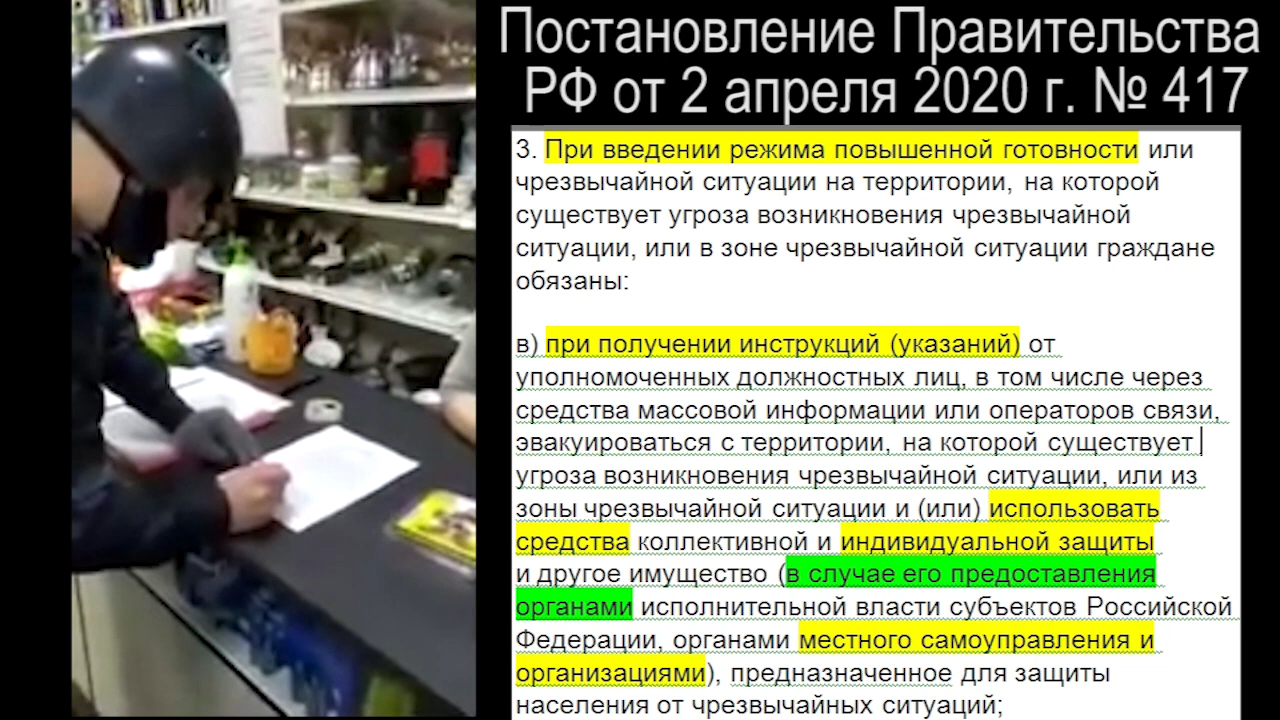 Постановление Правительства
РФ от 2 апреля 2020 г. № 417
3. При введении режима повышенной готовности или
чрезвычайной ситуации на территории, на которой
существует угроза возникновения чрезвычайной
ситуации, или в зоне чрезвычайной ситуации граждане
обязаны:
в) при получении инструкций (указаний) от
уполномоченных должностных лиц, в том числе через
средства массовой информации или операторов связи,
эвакуироваться с территории, на которой существует
угроза возникновения чрезвычайной ситуации, или из
зоны чрезвычайной ситуации и (или) использовать
средства коллективной и индивидуальной защиты
и другое имущество (в случае его предоставления
органами исполнительной власти субъектов Российской
Федерации, органами местного самоуправления и
организациями), предназначенное для защиты
населения от чрезвычайных ситуаций;